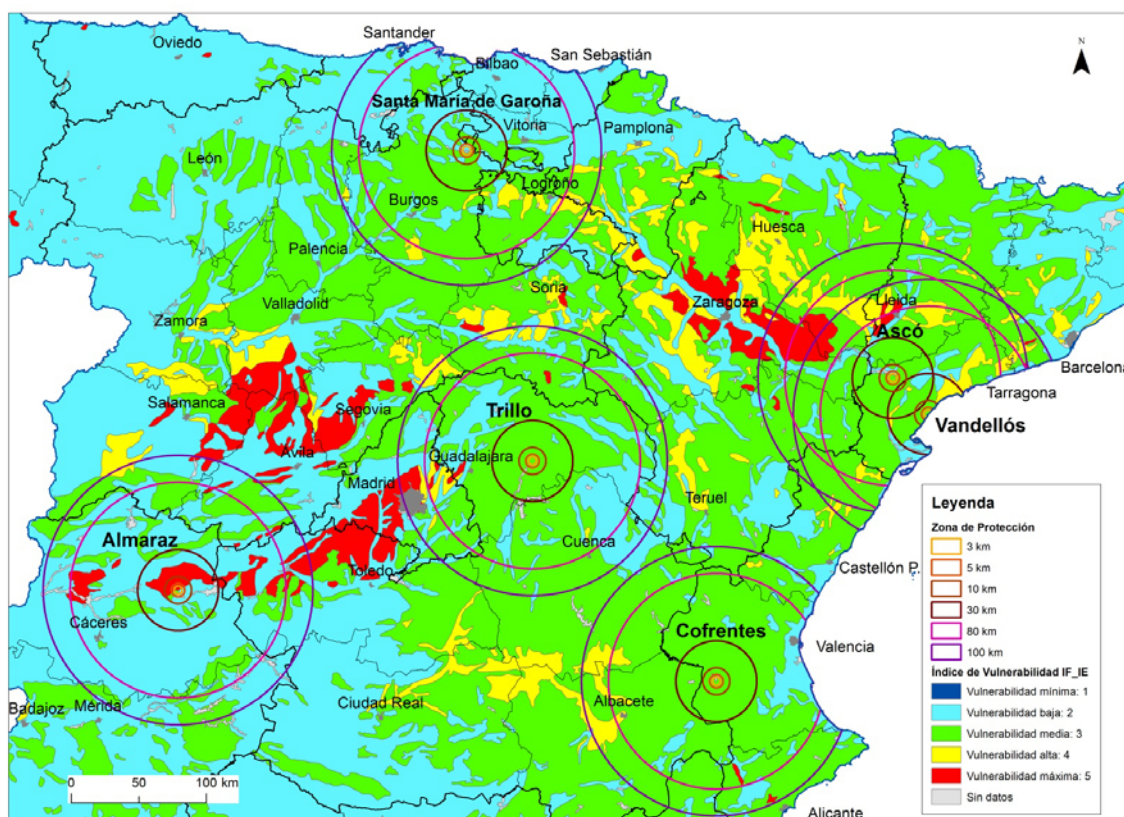 Santander
Oviedo
San Sebastián
Bilbao
N
Santa María de Garoña
Vitoria
Pamplona
León
Logroño
Burgos
Huesca
Palencia
Soria
Valladolid
Zaragoza
Lleida
Zamora
Ascó
Barcelona
Tarragona
Salamanca
Segovia
Trillo
Vandellós
Avila
Guadalajara
Madrid
Teruel
Almaraz
Cuenca
Toledo
Castellón P.
Cáceres
Cofrentes
Valencia
Ciudad Real
Albacete
Mérida
Badajoz
Alicante
0 50 100 km
Leyenda
Zona de Protección
3 km
5 km
10 km
30 km
80 km
100 km
Índice de Vulnerabilidad IF_IE
Vulnerabilidad mínima: 1
Vulnerabilidad baja: 2
Vulnerabilidad media: 3
Vulnerabilidad alta: 4
Vulnerabilidad máxima: 5
Sin datos